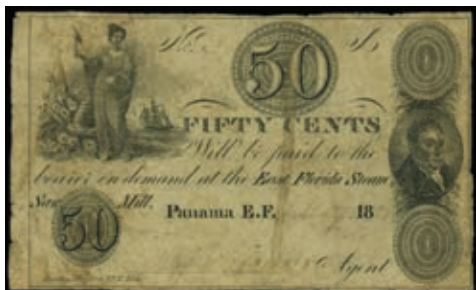 No.
50
FIFTY CENTS
Will be paid to the
bearer on demand at the East Florida Steam
Saw Mill.
50
Panama E.F. 18
Agent